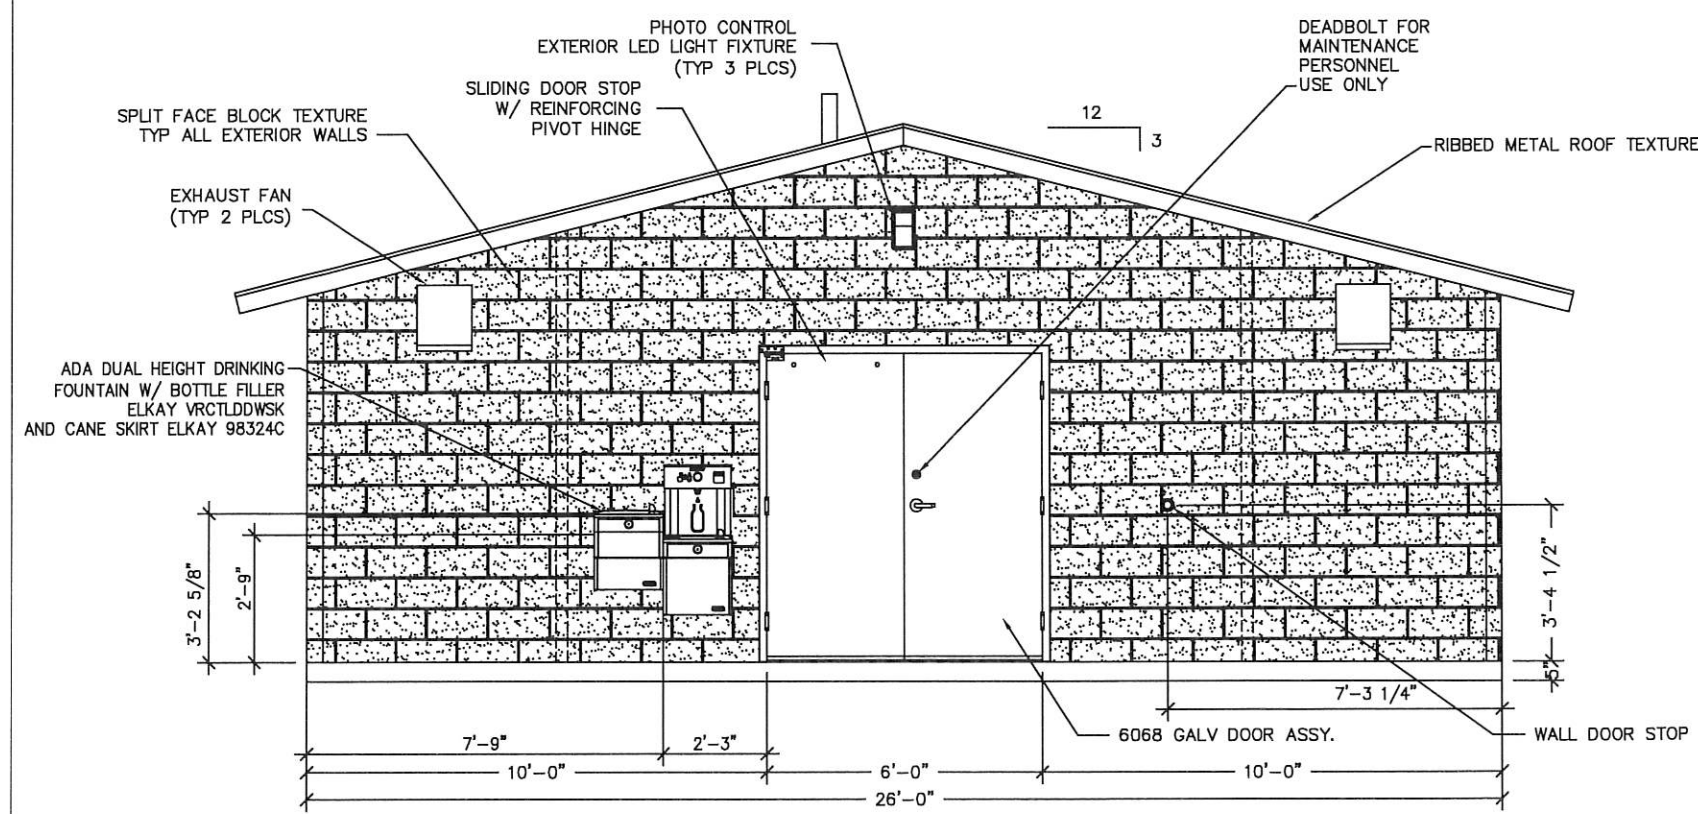 PHOTO CONTROL
EXTERIOR LED LIGHT FIXTURE
(TYP 3 PLCS)
DEADBOLT FOR
MAINTENANCE
PERSONNEL
USE ONLY
SLIDING DOOR STOP
W/ REINFORCING
PIVOT HINGE
SPLIT FACE BLOCK TEXTURE
TYP ALL EXTERIOR WALLS
12
3
RIBBED METAL ROOF TEXTURE
EXHAUST FAN
(TYP 2 PLCS)
ADA DUAL HEIGHT DRINKING
FOUNTAIN W/ BOTTLE FILLER
ELKAY VRCTLDDWSK
AND CANE SKIRT ELKAY 98324C
3'-2 5/8"
2'-9"
3'-4 1/2"
5"
7'-3 1/4"
6068 GALV DOOR ASSY.
WALL DOOR STOP
7'-9"
2'-3"
10'-0"
6'-0"
10'-0"
26'-0"